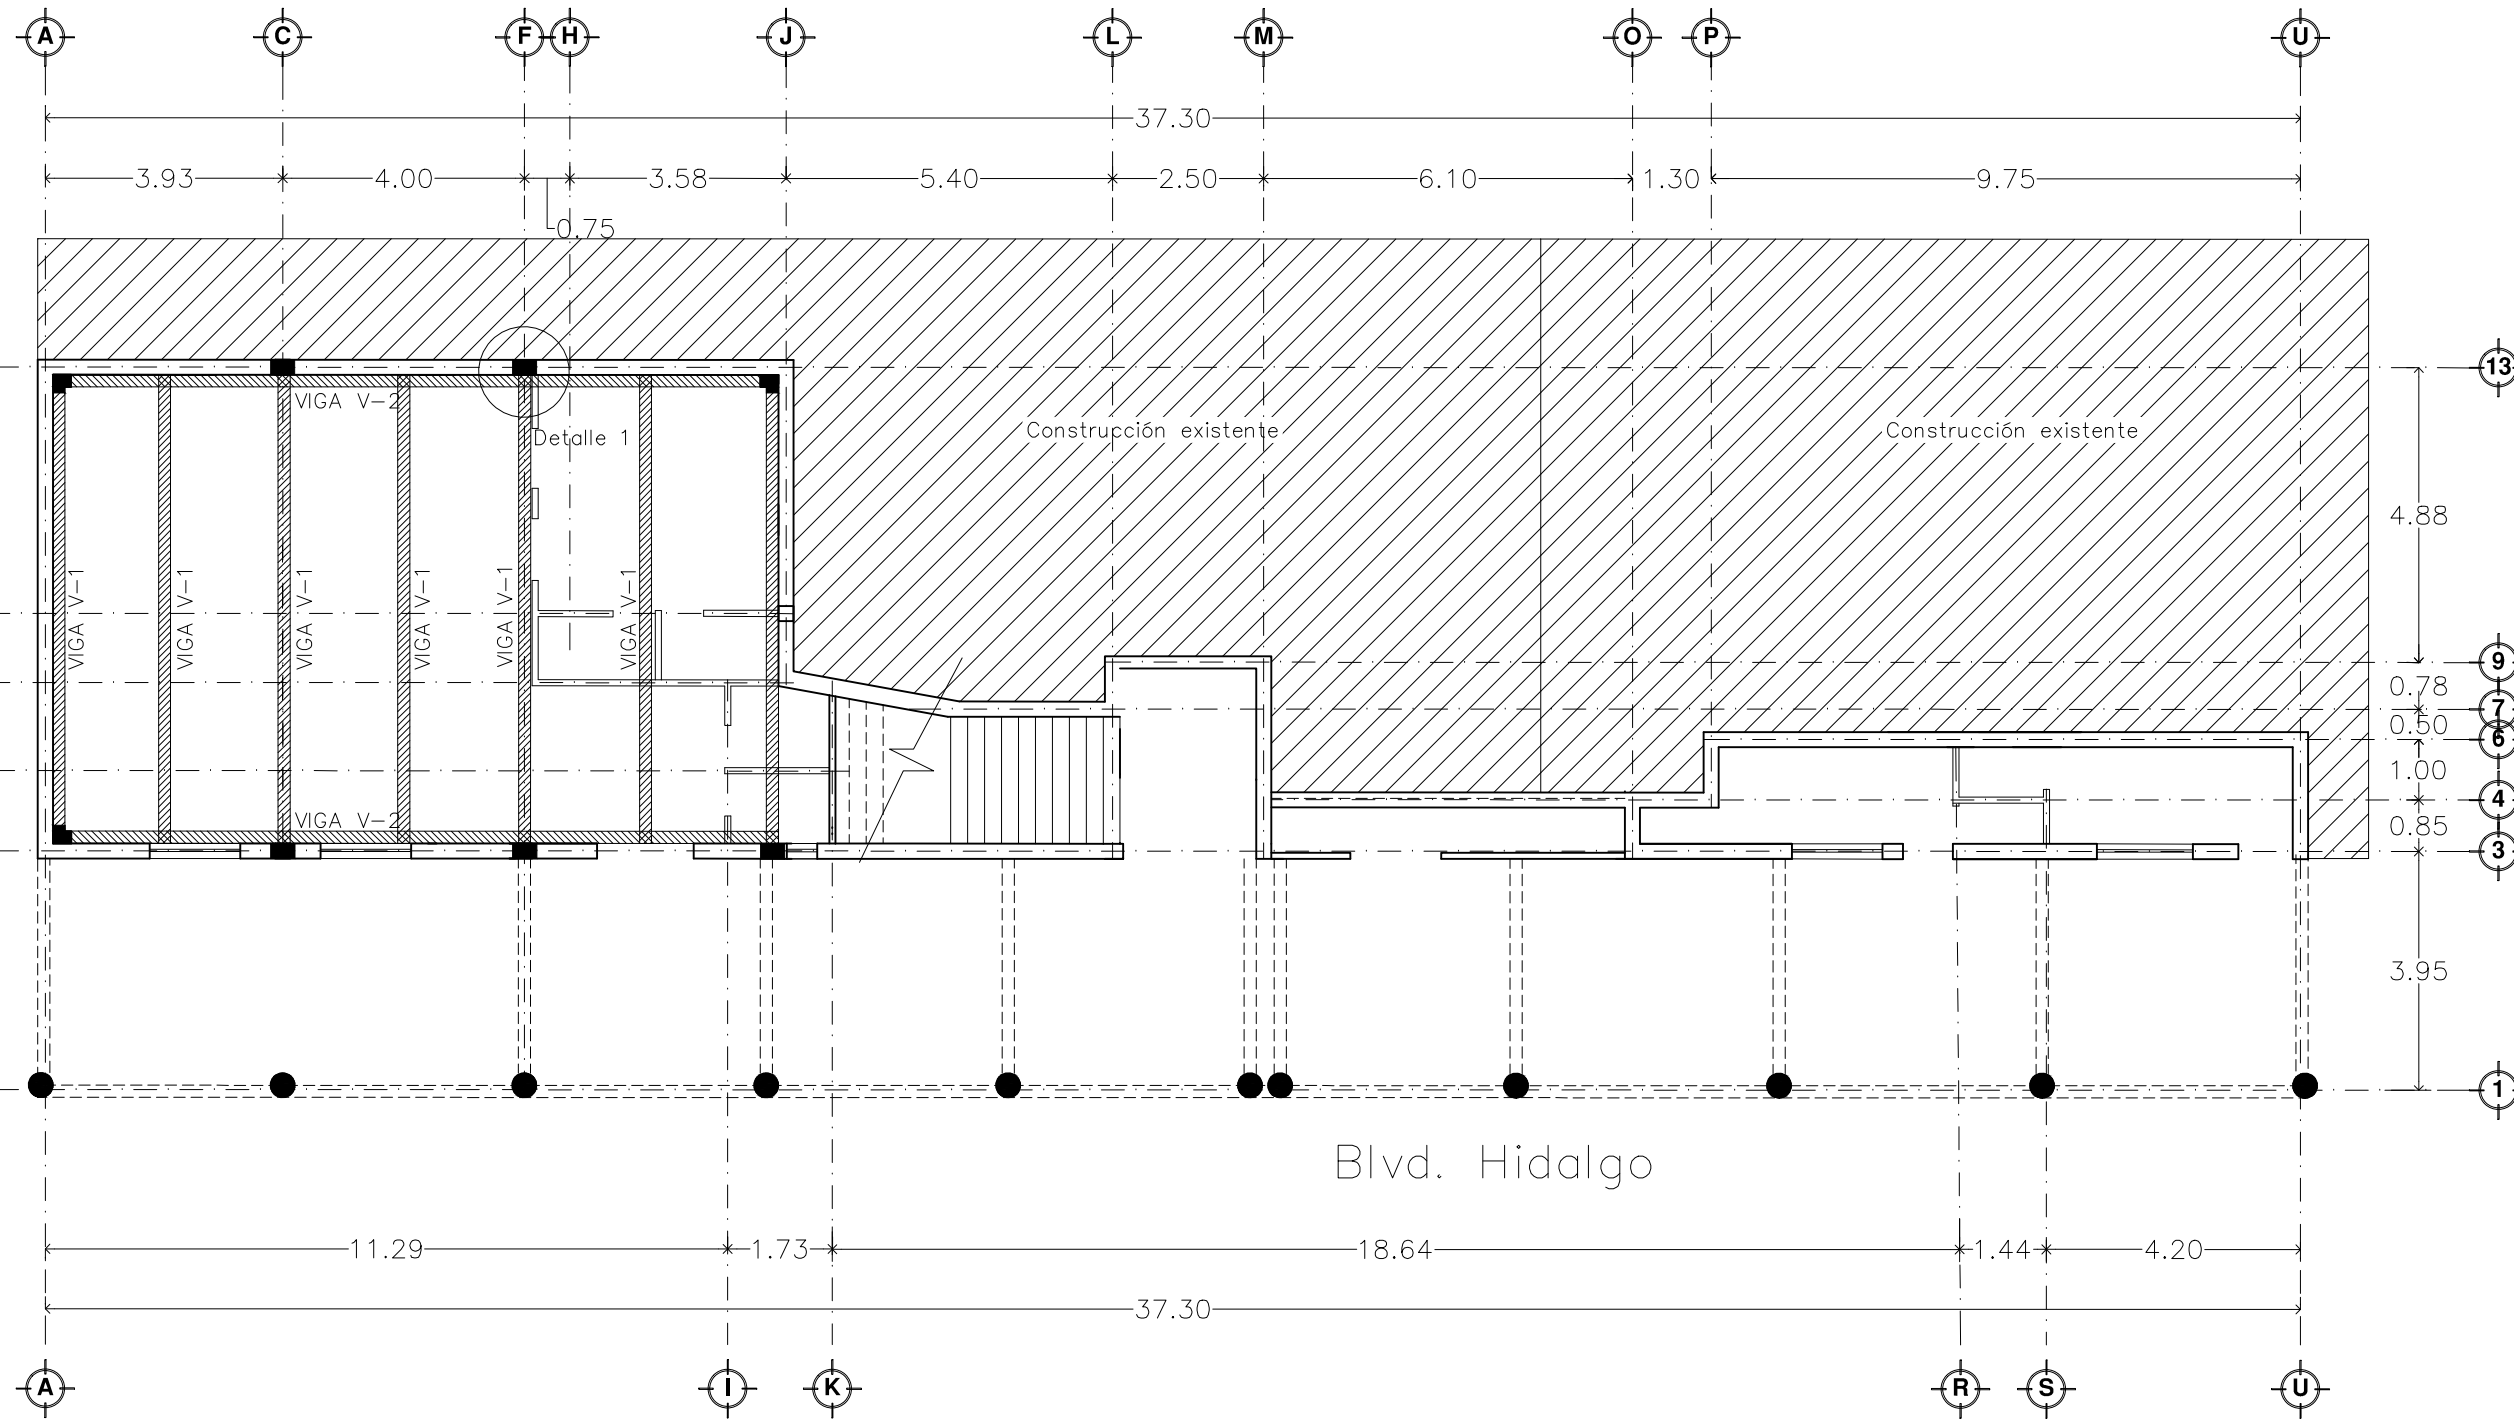 A C F H J L M O P U
37.30
3.93 4.00 3.58 5.40 2.50 6.10 1.30 9.75
0.75
13
VIGA V-2
Construcción existente Construcción existente
Detalle 1
4.88
VIGA V-1 VIGA V-1 VIGA V-1 VIGA V-1 VIGA V-1 VIGA V-1
9
0.78
7
0.50
6
1.00
4
VIGA V-2
0.85
3
3.95
1
Blvd. Hidalgo
11.29 1.73 18.64 1.44 4.20
37.30
A I K R S U